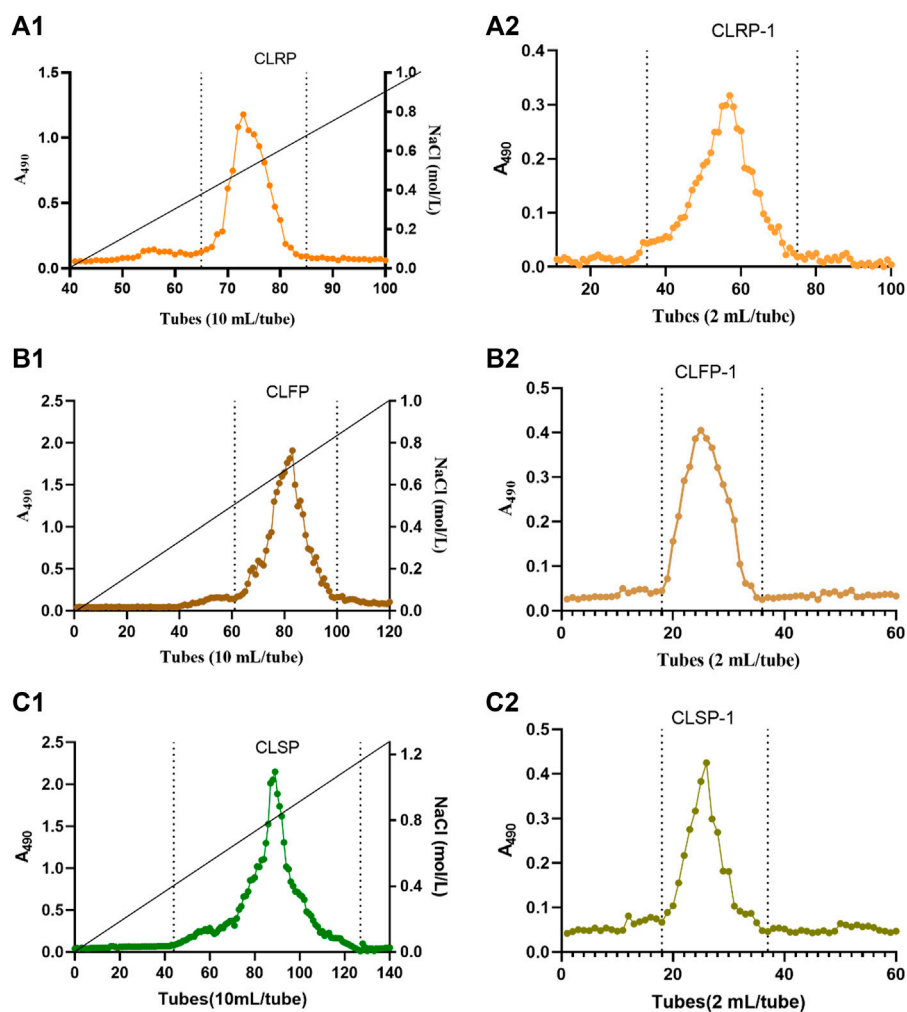 A1
CLRP
1.5
1.0
0.5
0.0
A490
1.0
0.8
0.6
0.4
0.2
0.0
NaCl (mol/L)
40 50 60 70 80 90 100
Tubes (10 mL/tube)
A2
CLRP-1
0.4
0.3
0.2
0.1
0.0
A490
20 40 60 80 100
Tubes (2 mL/tube)
B1
CLFP
2.5
2.0
1.5
1.0
0.5
0.0
A490
1.0
0.8
0.6
0.4
0.2
0.0
NaCl (mol/L)
0 20 40 60 80 100 120
Tubes (10 mL/tube)
B2
CLFP-1
0.5
0.4
0.3
0.2
0.1
0.0
A490
0 20 40 60
Tubes (2 mL/tube)
C1
CLSP
2.5
2.0
1.5
1.0
0.5
0.0
A490
1.2
0.8
0.4
0.0
NaCl (mol/L)
0 20 40 60 80 100 120 140
Tubes(10mL/tube)
C2
CLSP-1
0.5
0.4
0.3
0.2
0.1
0.0
A490
0 20 40 60
Tubes(2 mL/tube)